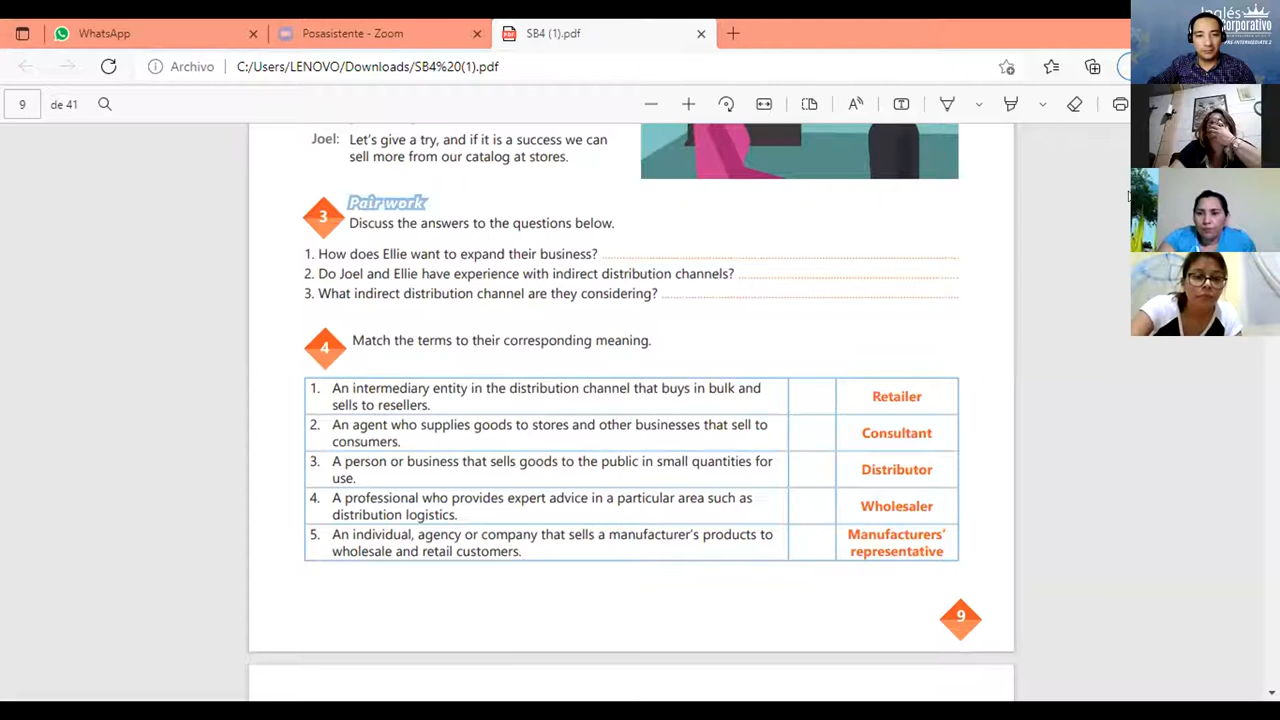 WhatsApp
Posasistente - Zoom
SB4 (1).pdf
Inglés
Corporativo
PRE-INTERMEDIATE 2
Archivo
C:/Users/LENOVO/Downloads/SB4%20(1).pdf
9
de 41
Joel: Let's give a try, and if it is a success we can
sell more from our catalog at stores.
3
Pair work
Discuss the answers to the questions below.
1. How does Ellie want to expand their business?
2. Do Joel and Ellie have experience with indirect distribution channels?
3. What indirect distribution channel are they considering?
4
Match the terms to their corresponding meaning.
1. An intermediary entity in the distribution channel that buys in bulk and
sells to resellers.
Retailer
2. An agent who supplies goods to stores and other businesses that sell to
consumers.
Consultant
3. A person or business that sells goods to the public in small quantities for
use.
Distributor
4. A professional who provides expert advice in a particular area such as
distribution logistics.
Wholesaler
5. An individual, agency or company that sells a manufacturer's products to
wholesale and retail customers.
Manufacturers'
representative
9